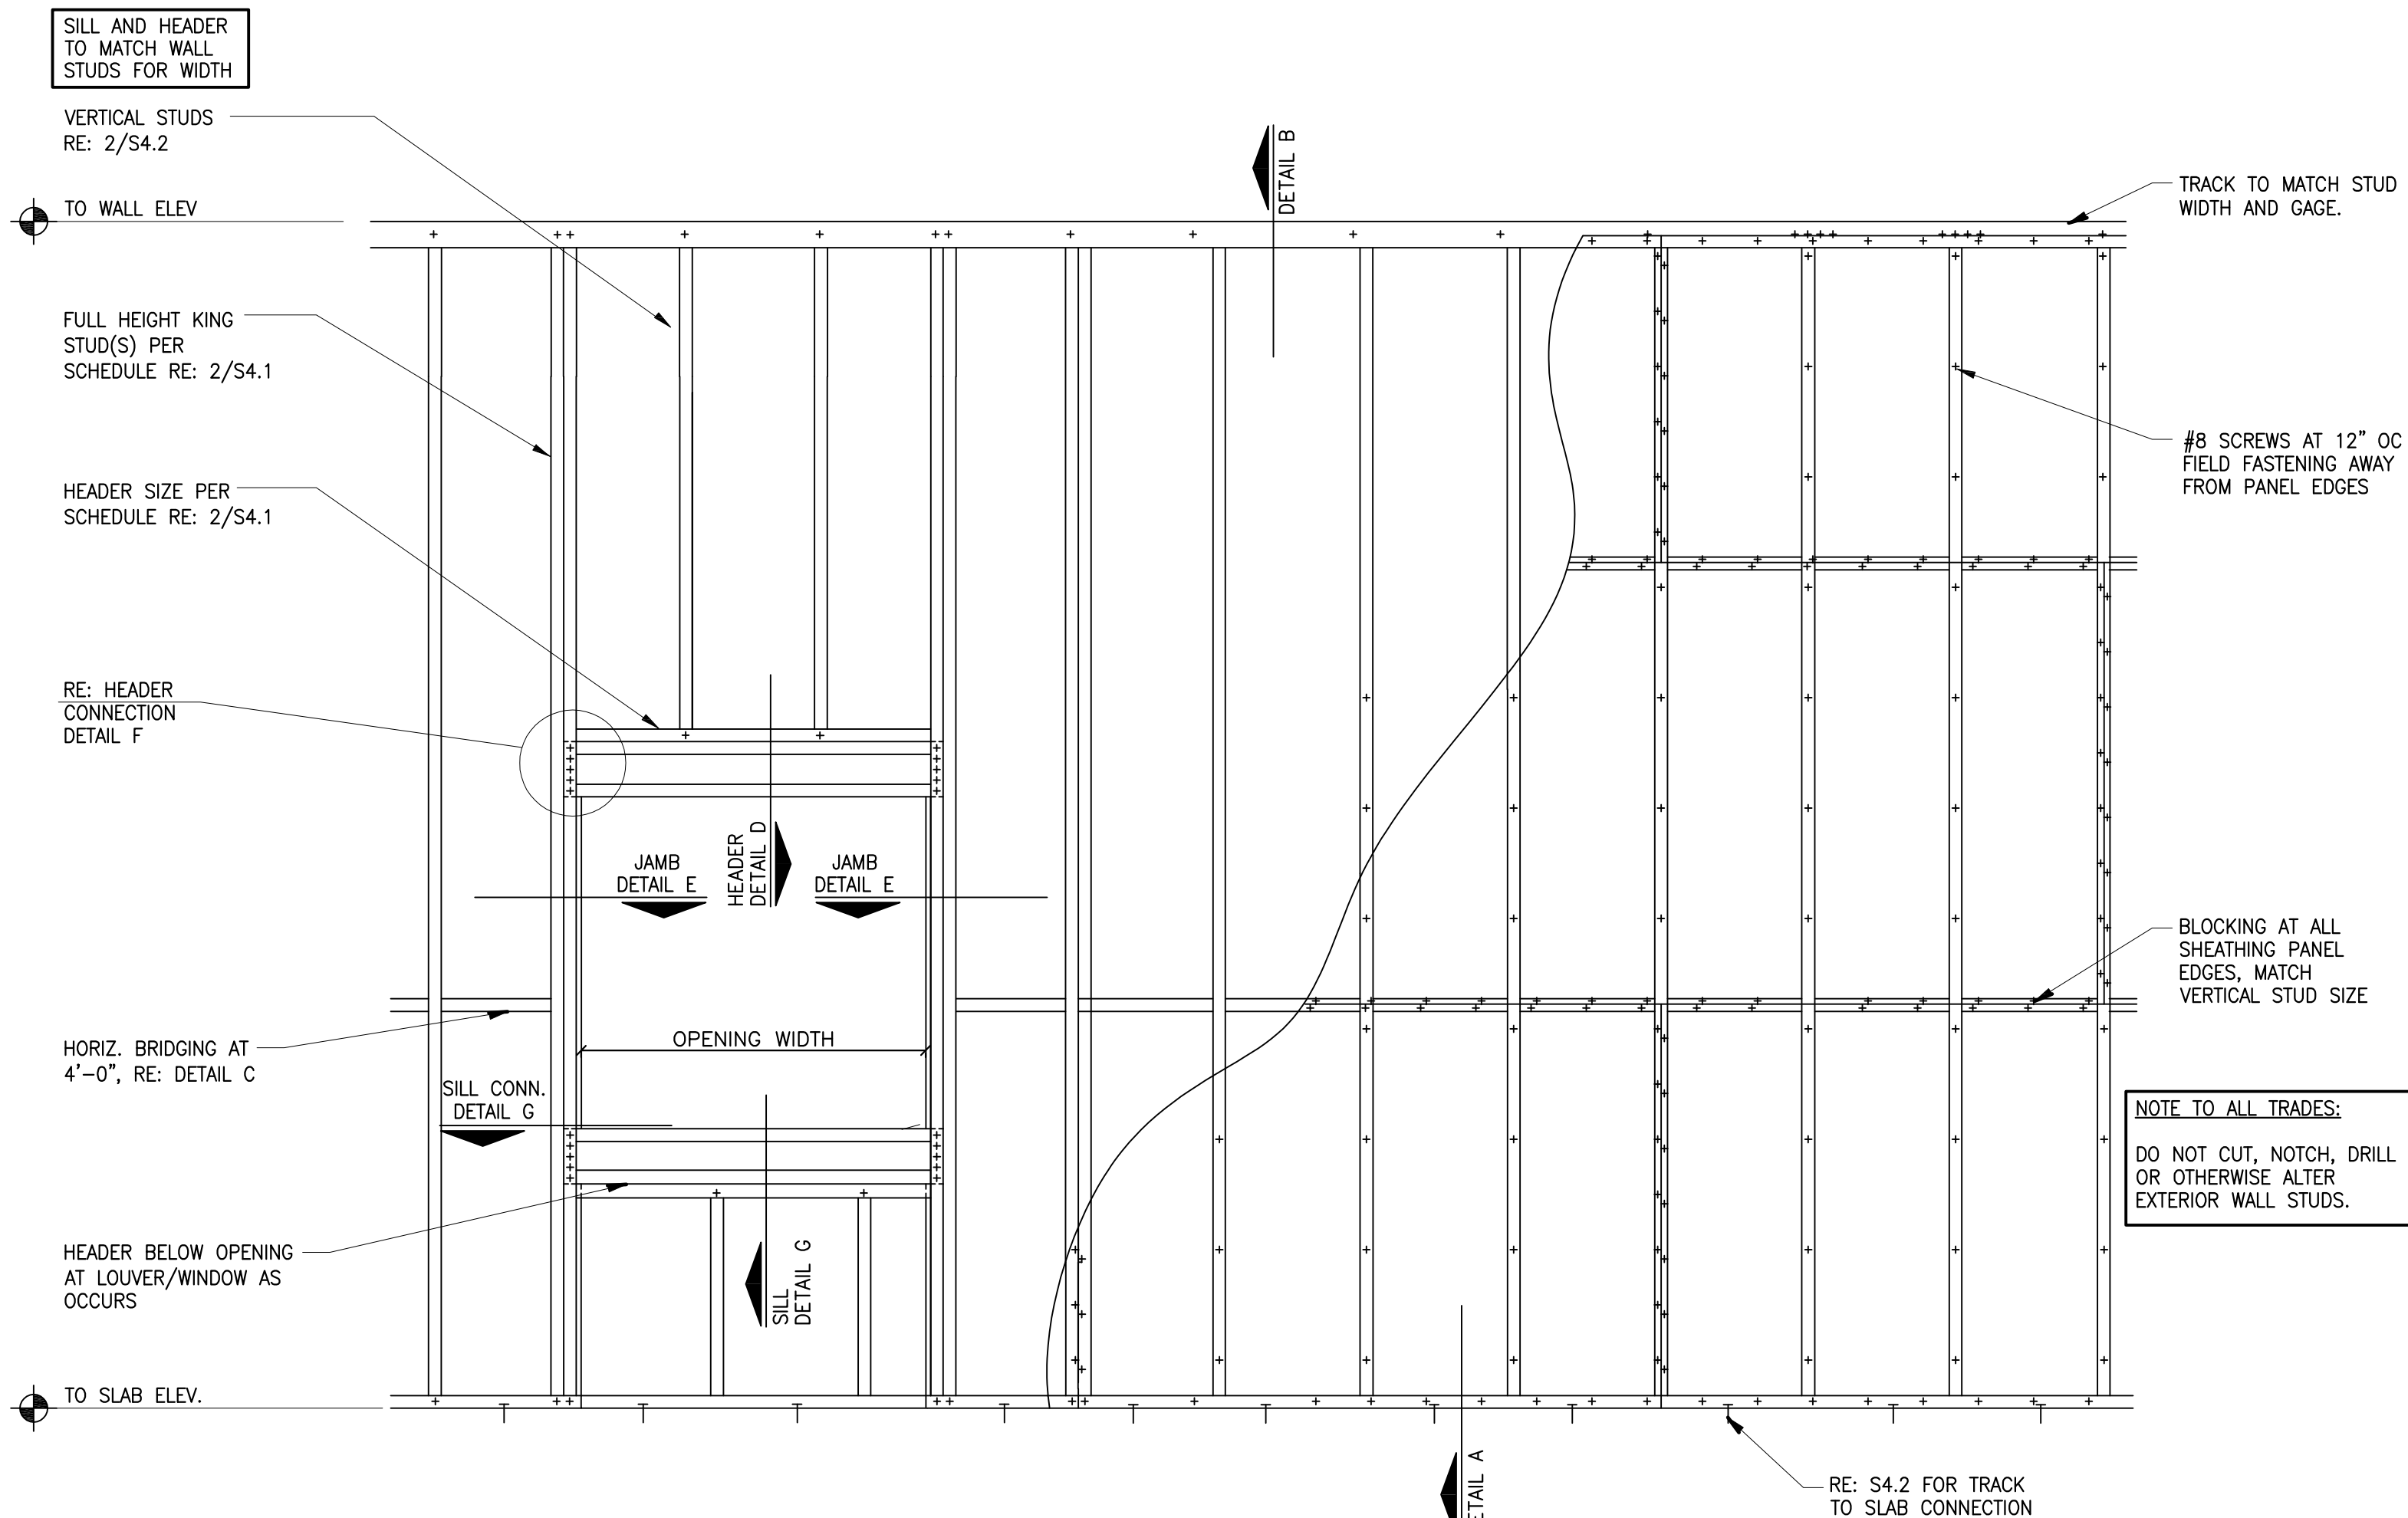 SILL AND HEADER
TO MATCH WALL
STUDS FOR WIDTH
VERTICAL STUDS
RE: 2/S4.2
TO WALL ELEV
FULL HEIGHT KING
STUD(S) PER
SCHEDULE RE: 2/S4.1
HEADER SIZE PER
SCHEDULE RE: 2/S4.1
RE: HEADER
CONNECTION
DETAIL F
HORIZ. BRIDGING AT
4'-0", RE: DETAIL C
SILL CONN.
DETAIL G
HEADER BELOW OPENING
AT LOUVER/WINDOW AS
OCCURS
TO SLAB ELEV.
JAMB
DETAIL E
HEADER
DETAIL D
JAMB
DETAIL E
OPENING WIDTH
SILL
DETAIL G
DETAIL B
ETAIL A
TRACK TO MATCH STUD
WIDTH AND GAGE.
#8 SCREWS AT 12" OC
FIELD FASTENING AWAY
FROM PANEL EDGES
BLOCKING AT ALL
SHEATHING PANEL
EDGES, MATCH
VERTICAL STUD SIZE
NOTE TO ALL TRADES:
DO NOT CUT, NOTCH, DRILL
OR OTHERWISE ALTER
EXTERIOR WALL STUDS.
RE: S4.2 FOR TRACK
TO SLAB CONNECTION